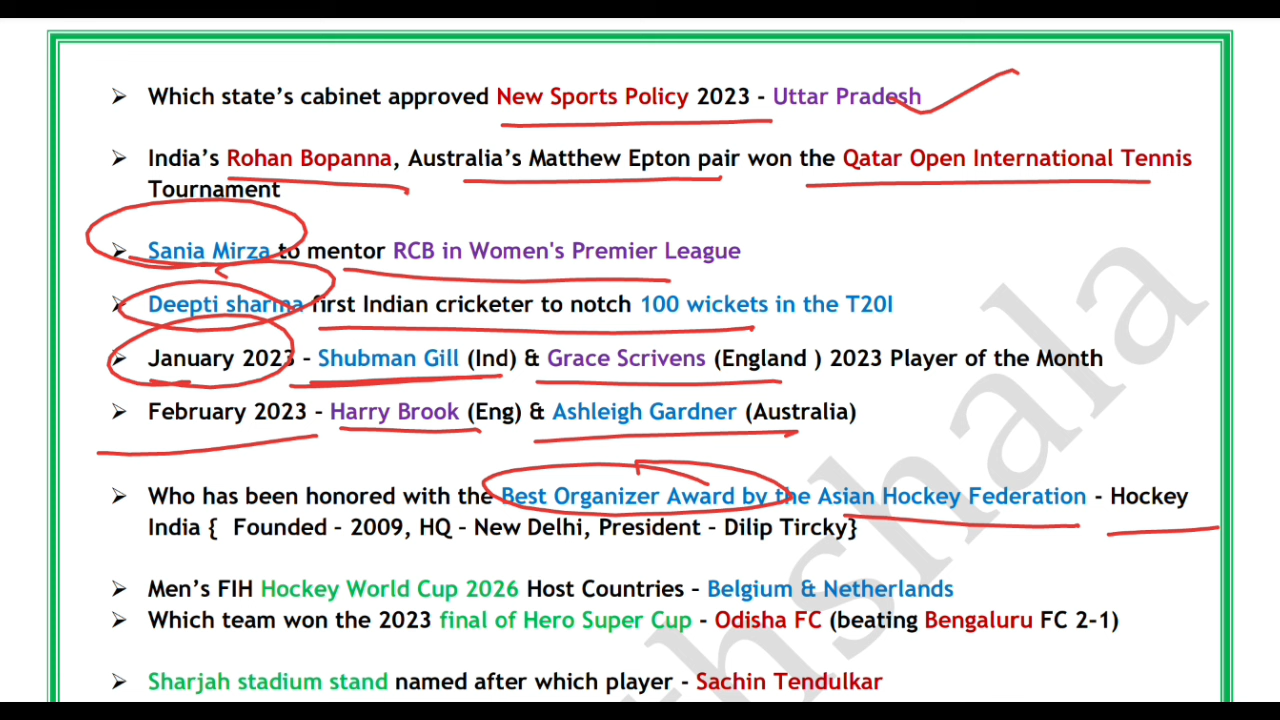 ➢ Which state's cabinet approved New Sports Policy 2023 - Uttar Pradesh
➢ India's Rohan Bopanna, Australia's Matthew Epton pair won the Qatar Open International Tennis
Tournament
➢ Sania Mirza to mentor RCB in Women's Premier League
➢ Deepti sharma first Indian cricketer to notch 100 wickets in the T20I
➢ January 2023 - Shubman Gill (Ind) & Grace Scrivens (England ) 2023 Player of the Month
➢ February 2023 - Harry Brook (Eng) & Ashleigh Gardner (Australia)
➢ Who has been honored with the Best Organizer Award by the Asian Hockey Federation - Hockey
India { Founded - 2009, HQ - New Delhi, President - Dilip Tircky}
➢ Men's FIH Hockey World Cup 2026 Host Countries - Belgium & Netherlands
➢ Which team won the 2023 final of Hero Super Cup - Odisha FC (beating Bengaluru FC 2-1)
➢ Sharjah stadium stand named after which player - Sachin Tendulkar